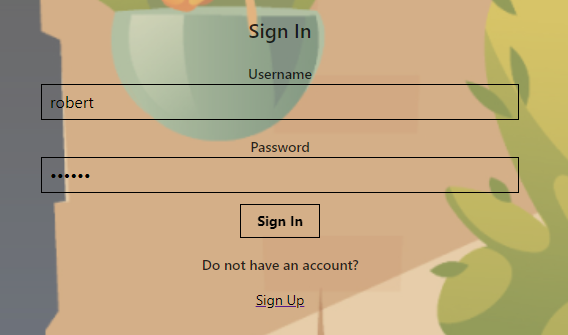 Sign In
Username
robert
Password
••••••
Sign In
Do not have an account?
Sign Up